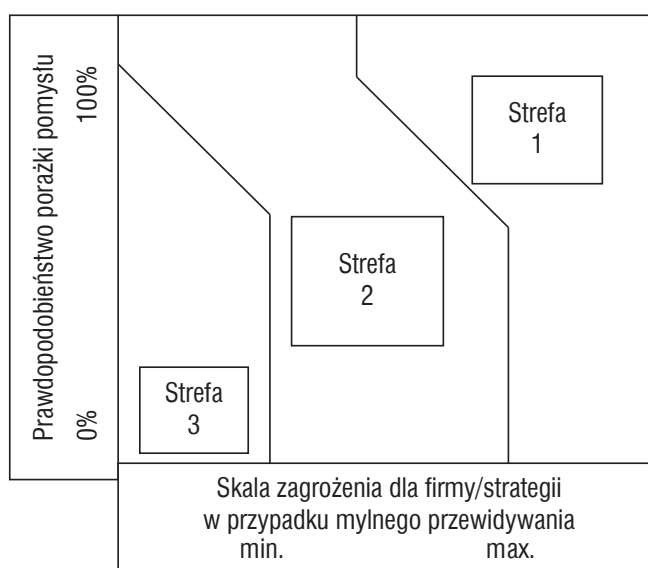 Prawdopodobieństwo porażki pomysłu
0% 100%
Strefa
1
Strefa
2
Strefa
3
Skala zagrożenia dla firmy/strategii
w przypadku mylnego przewidywania
min. max.